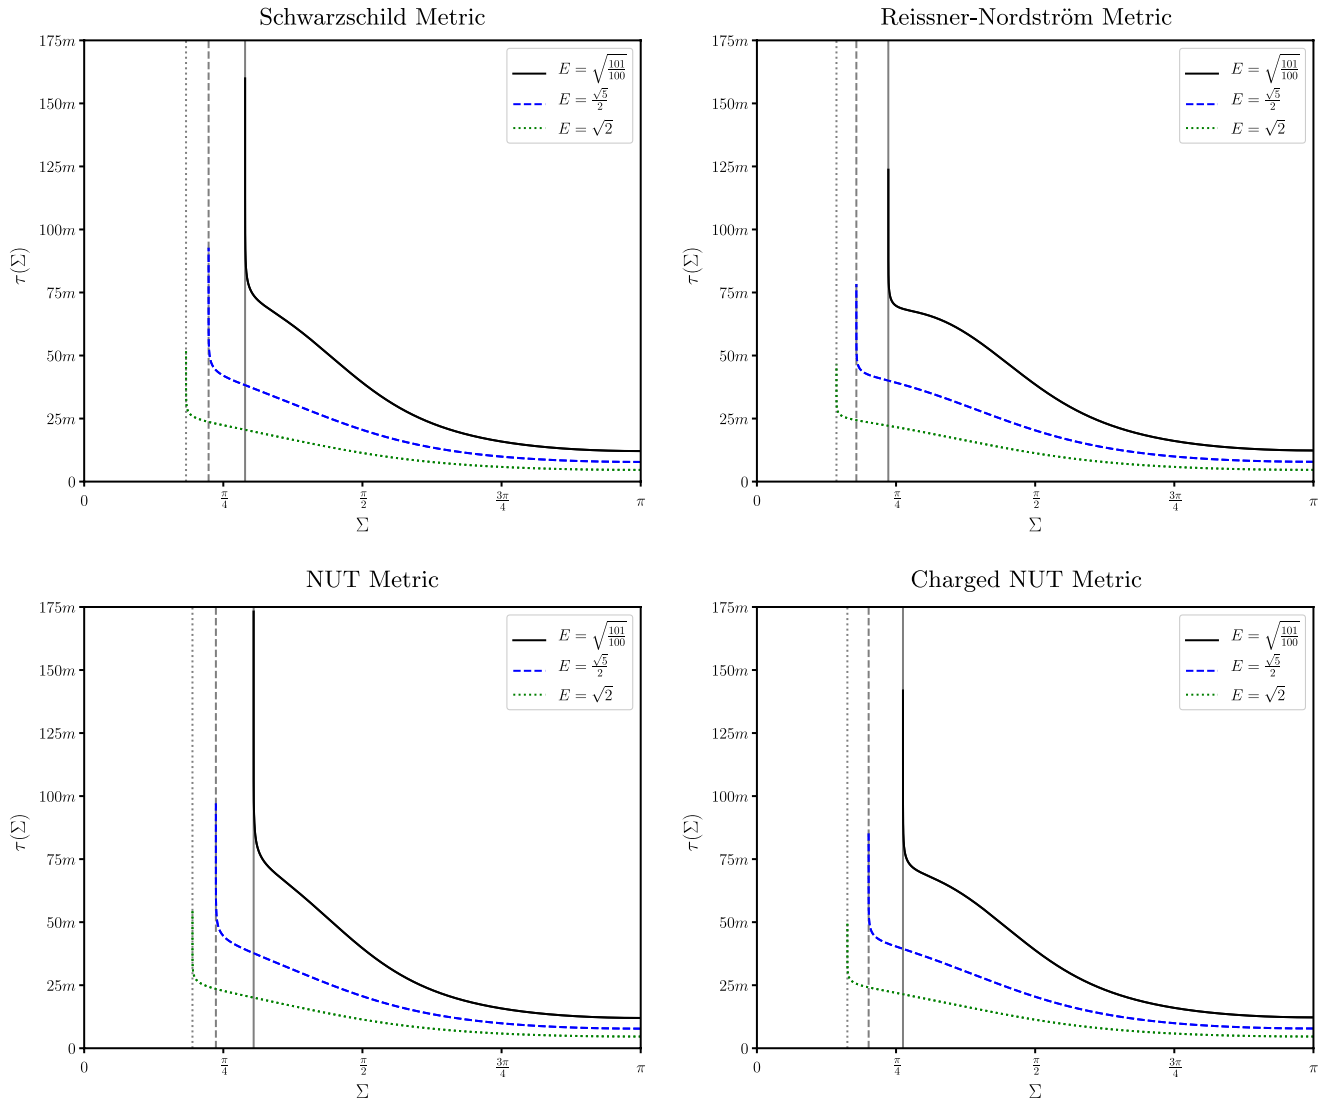 Schwarzschild Metric
175m
150m
125m
100m
75m
50m
25m
0
τ(Σ)
E = √(101/100)
E = √5/2
E = √2
0
π/4
π/2
3π/4
π
Σ
Reissner-Nordström Metric
175m
150m
125m
100m
75m
50m
25m
0
τ(Σ)
E = √(101/100)
E = √5/2
E = √2
0
π/4
π/2
3π/4
π
Σ
NUT Metric
175m
150m
125m
100m
75m
50m
25m
0
τ(Σ)
E = √(101/100)
E = √5/2
E = √2
0
π/4
π/2
3π/4
π
Σ
Charged NUT Metric
175m
150m
125m
100m
75m
50m
25m
0
τ(Σ)
E = √(101/100)
E = √5/2
E = √2
0
π/4
π/2
3π/4
π
Σ